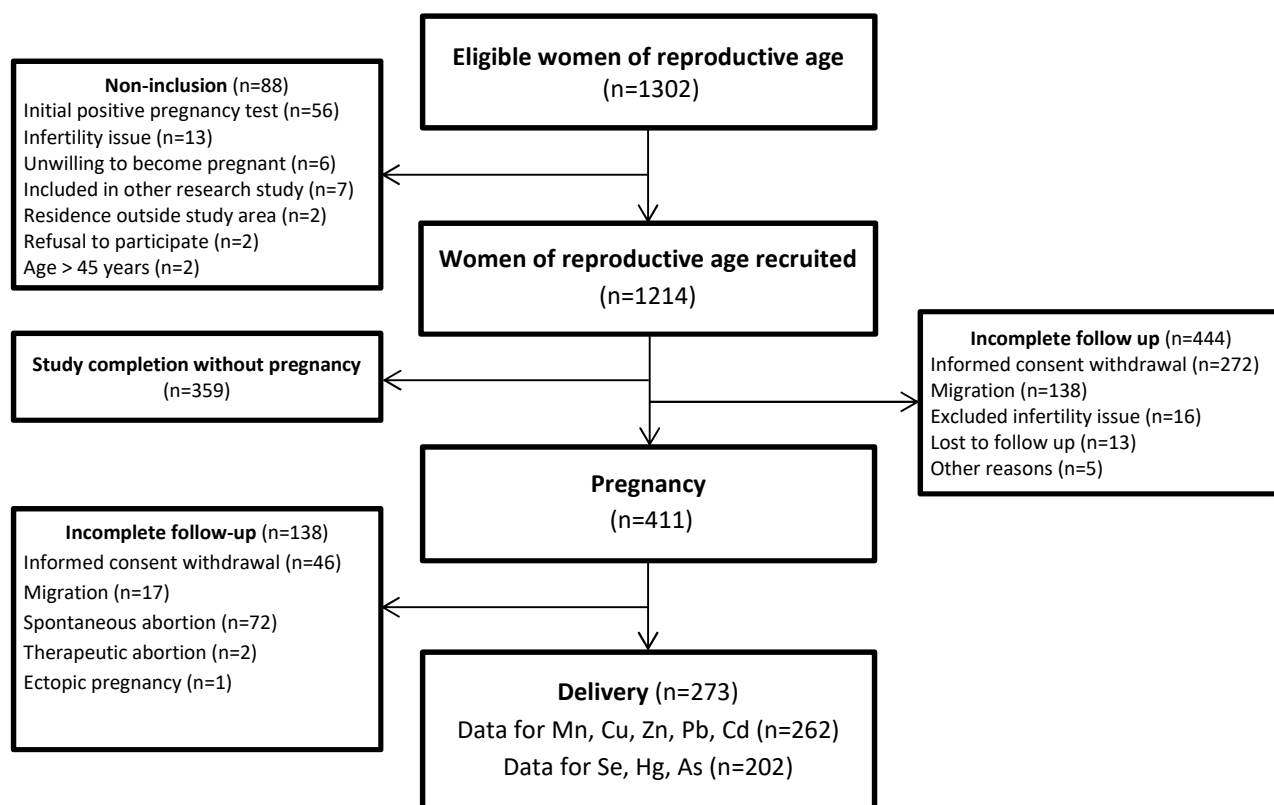 Eligible women of reproductive age
(n=1302)
Non-inclusion (n=88)
Initial positive pregnancy test (n=56)
Infertility issue (n=13)
Unwilling to become pregnant (n=6)
Included in other research study (n=7)
Residence outside study area (n=2)
Refusal to participate (n=2)
Age > 45 years (n=2)
Women of reproductive age recruited
(n=1214)
Incomplete follow up (n=444)
Informed consent withdrawal (n=272)
Migration (n=138)
Excluded infertility issue (n=16)
Lost to follow up (n=13)
Other reasons (n=5)
Study completion without pregnancy
(n=359)
Pregnancy
(n=411)
Incomplete follow-up (n=138)
Informed consent withdrawal (n=46)
Migration (n=17)
Spontaneous abortion (n=72)
Therapeutic abortion (n=2)
Ectopic pregnancy (n=1)
Delivery (n=273)
Data for Mn, Cu, Zn, Pb, Cd (n=262)
Data for Se, Hg, As (n=202)